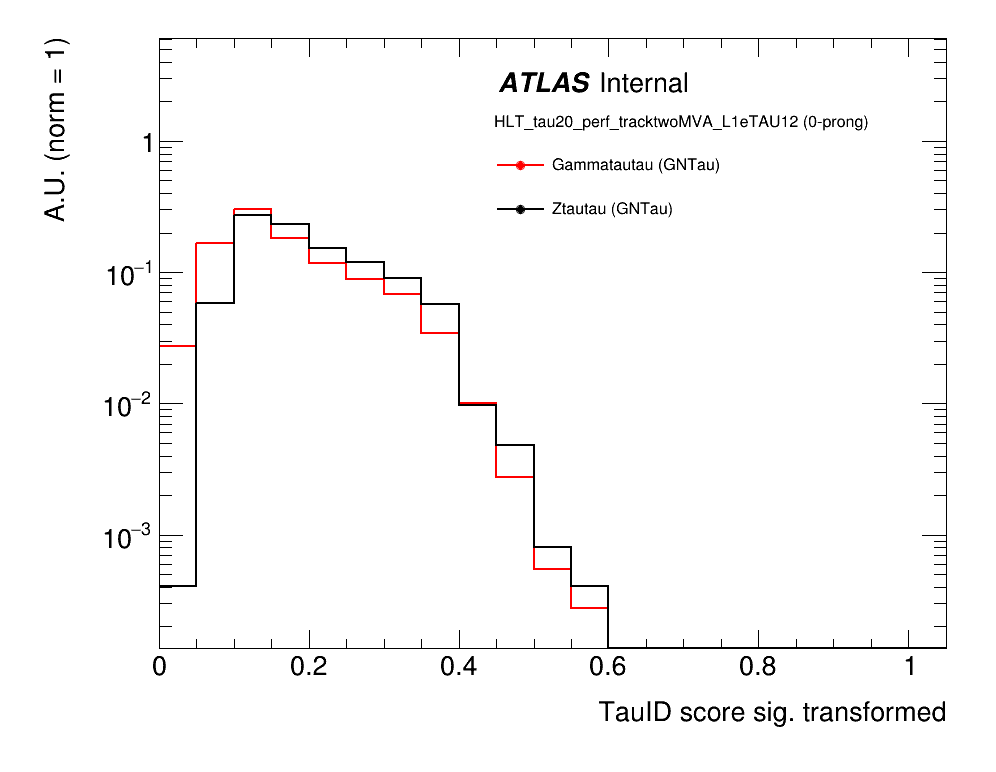 A.U. (norm = 1)
ATLAS Internal
HLT_tau20_perf_tracktwoMVA_L1eTAU12 (0-prong)
Gammatautau (GNTau)
Ztautau (GNTau)
1
10⁻¹
10⁻²
10⁻³
0 0.2 0.4 0.6 0.8 1
TauID score sig. transformed